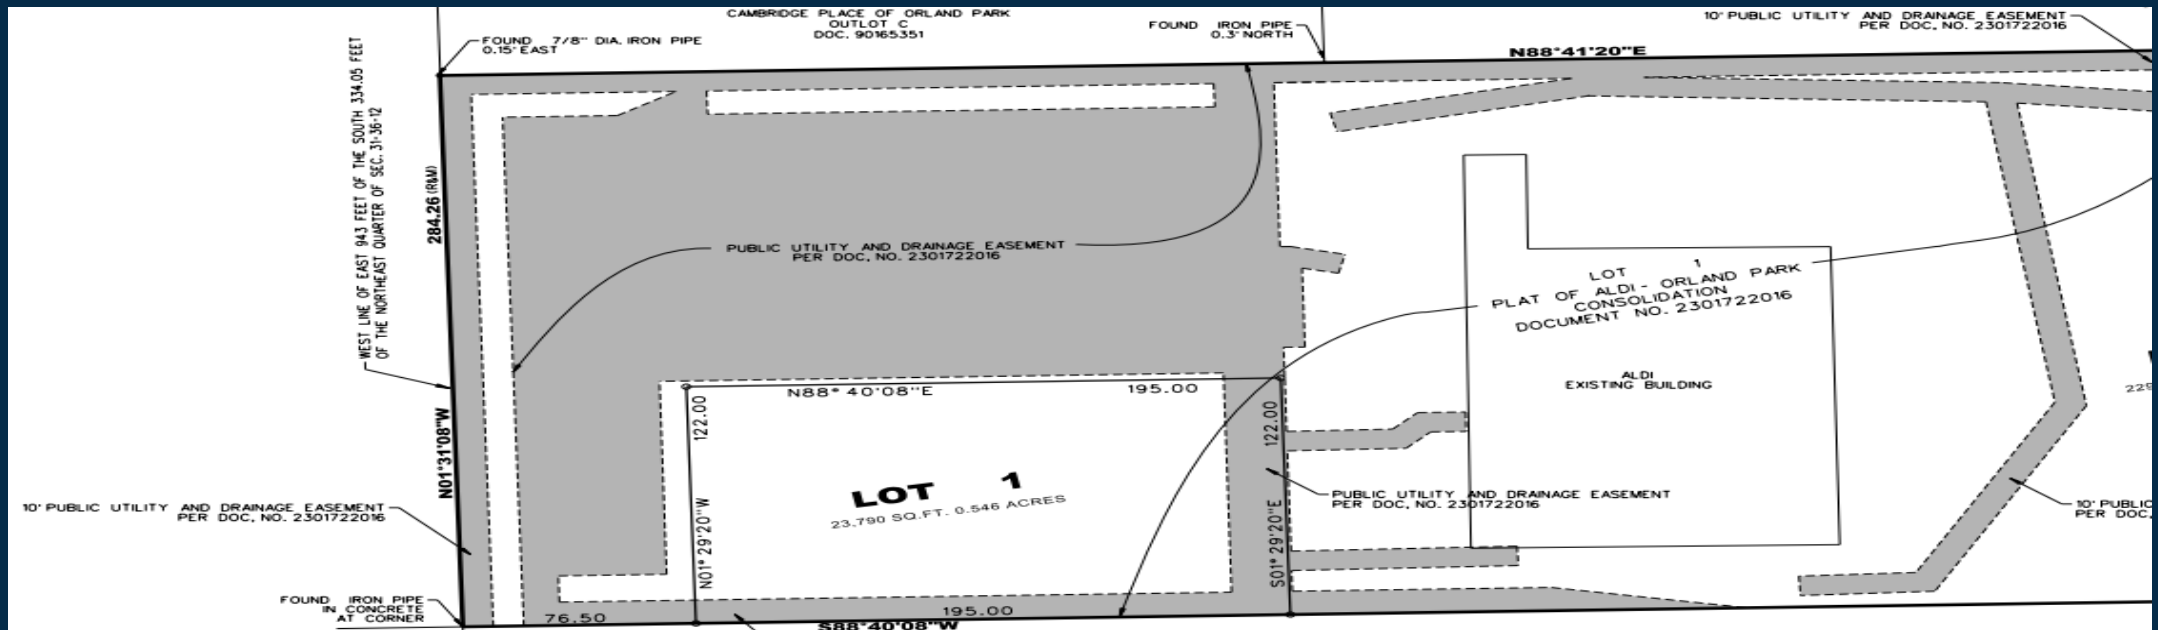 CAMBRIDGE PLACE OF ORLAND PARK
OUTLOT C
DOC. 90165351
FOUND 7/8" DIA. IRON PIPE
0.15' EAST
FOUND IRON PIPE
0.3' NORTH
10' PUBLIC UTILITY AND DRAINAGE EASEMENT
PER DOC. NO. 2301722016
N88°41'20"E
WEST LINE OF EAST 943 FEET OF THE SOUTH 334.05 FEET
OF THE NORTHEAST QUARTER OF SEC. 31-36-12
284.26 (R&M)
N01°31'08"W
PUBLIC UTILITY AND DRAINAGE EASEMENT
PER DOC. NO. 2301722016
LOT 1
PLAT OF ALDI - ORLAND PARK
CONSOLIDATION
DOCUMENT NO. 2301722016
ALDI
EXISTING BUILDING
N88° 40'08"E
195.00
122.00
N01° 29'20"W
LOT 1
23,790 SQ.FT. 0.546 ACRES
122.00
S01° 29'20"E
PUBLIC UTILITY AND DRAINAGE EASEMENT
PER DOC. NO. 2301722016
10' PUBLIC UTILITY AND DRAINAGE EASEMENT
PER DOC. NO. 2301722016
10' PUBLIC
PER DOC.
229
FOUND IRON PIPE
IN CONCRETE
AT CORNER
76.50
195.00
S88°40'08"W